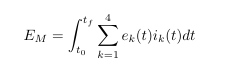 $E_M = \int_{t_0}^{t_f} \sum_{k=1}^{4} e_k(t) i_k(t) dt$